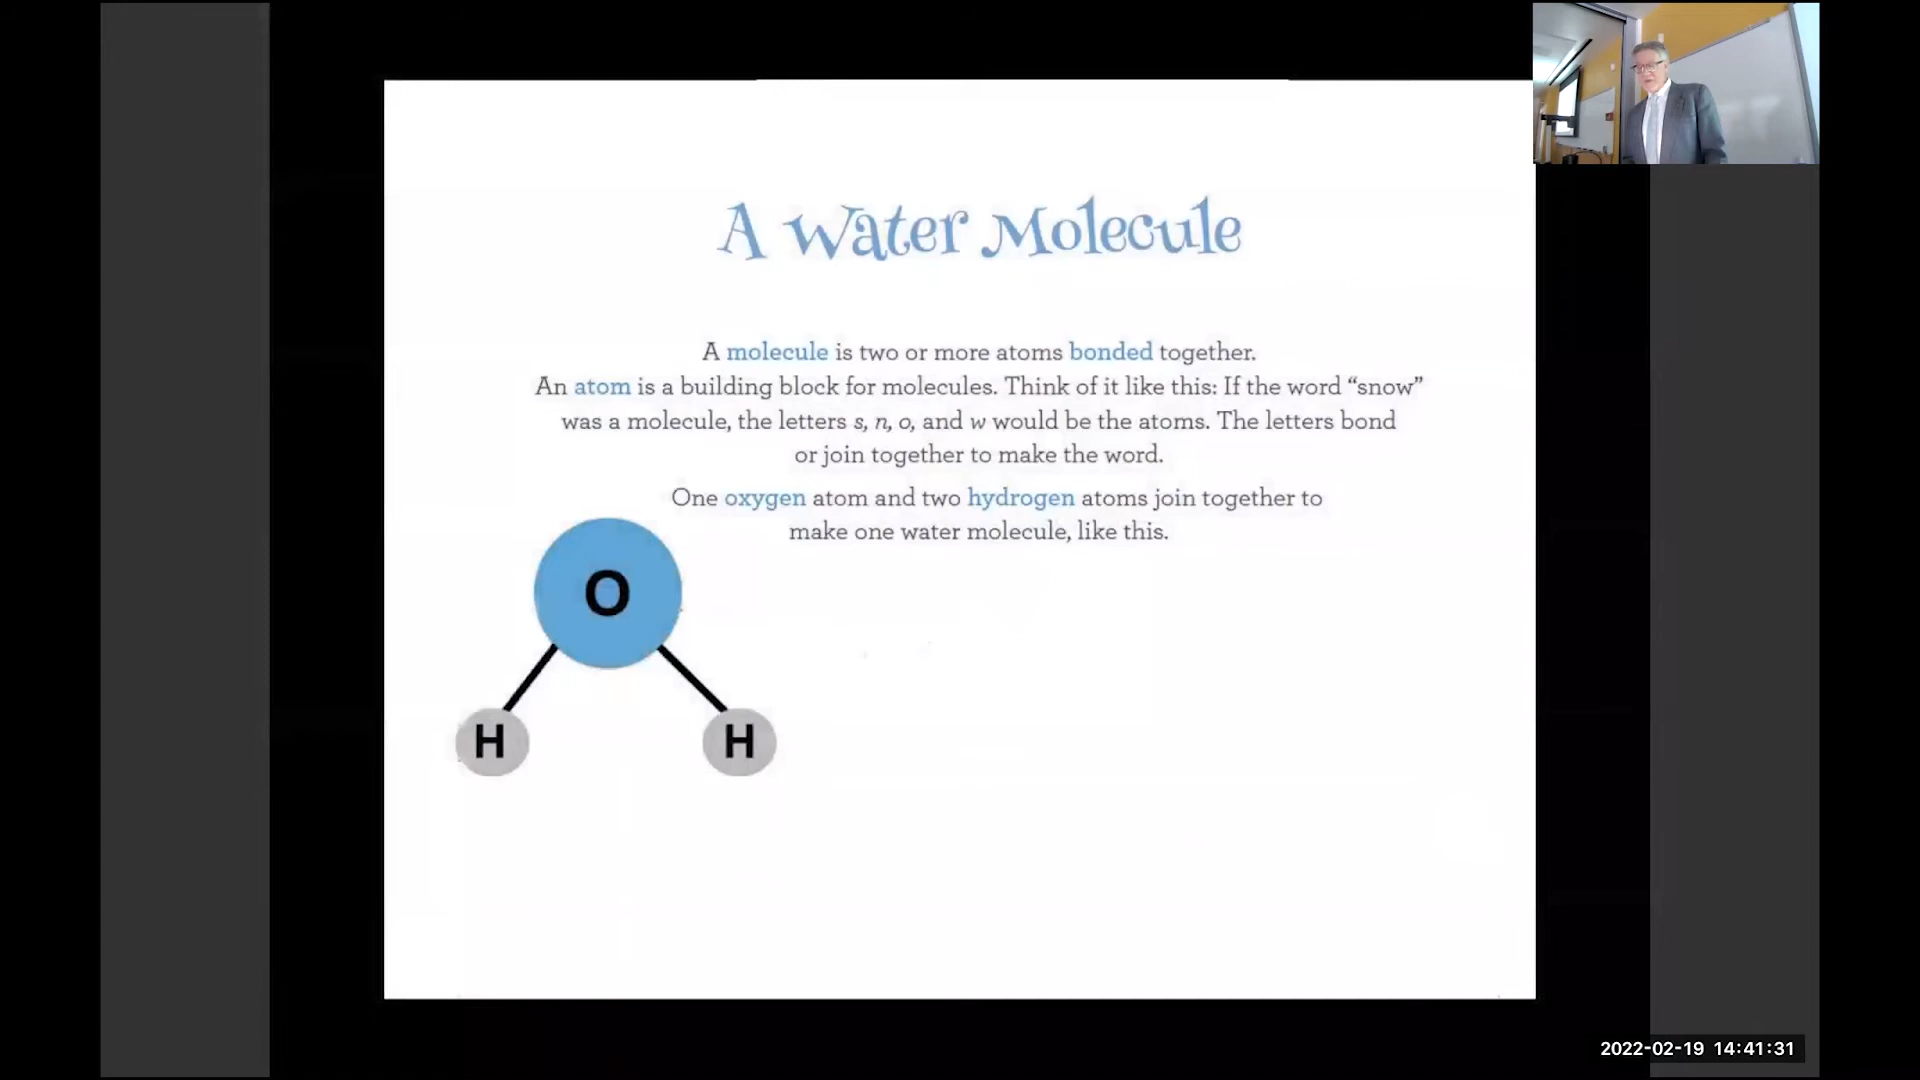 A Water Molecule
A molecule is two or more atoms bonded together.
An atom is a building block for molecules. Think of it like this: If the word “snow”
was a molecule, the letters s, n, o, and w would be the atoms. The letters bond
or join together to make the word.
One oxygen atom and two hydrogen atoms join together to
make one water molecule, like this.
O
H H
2022-02-19 14:41:31